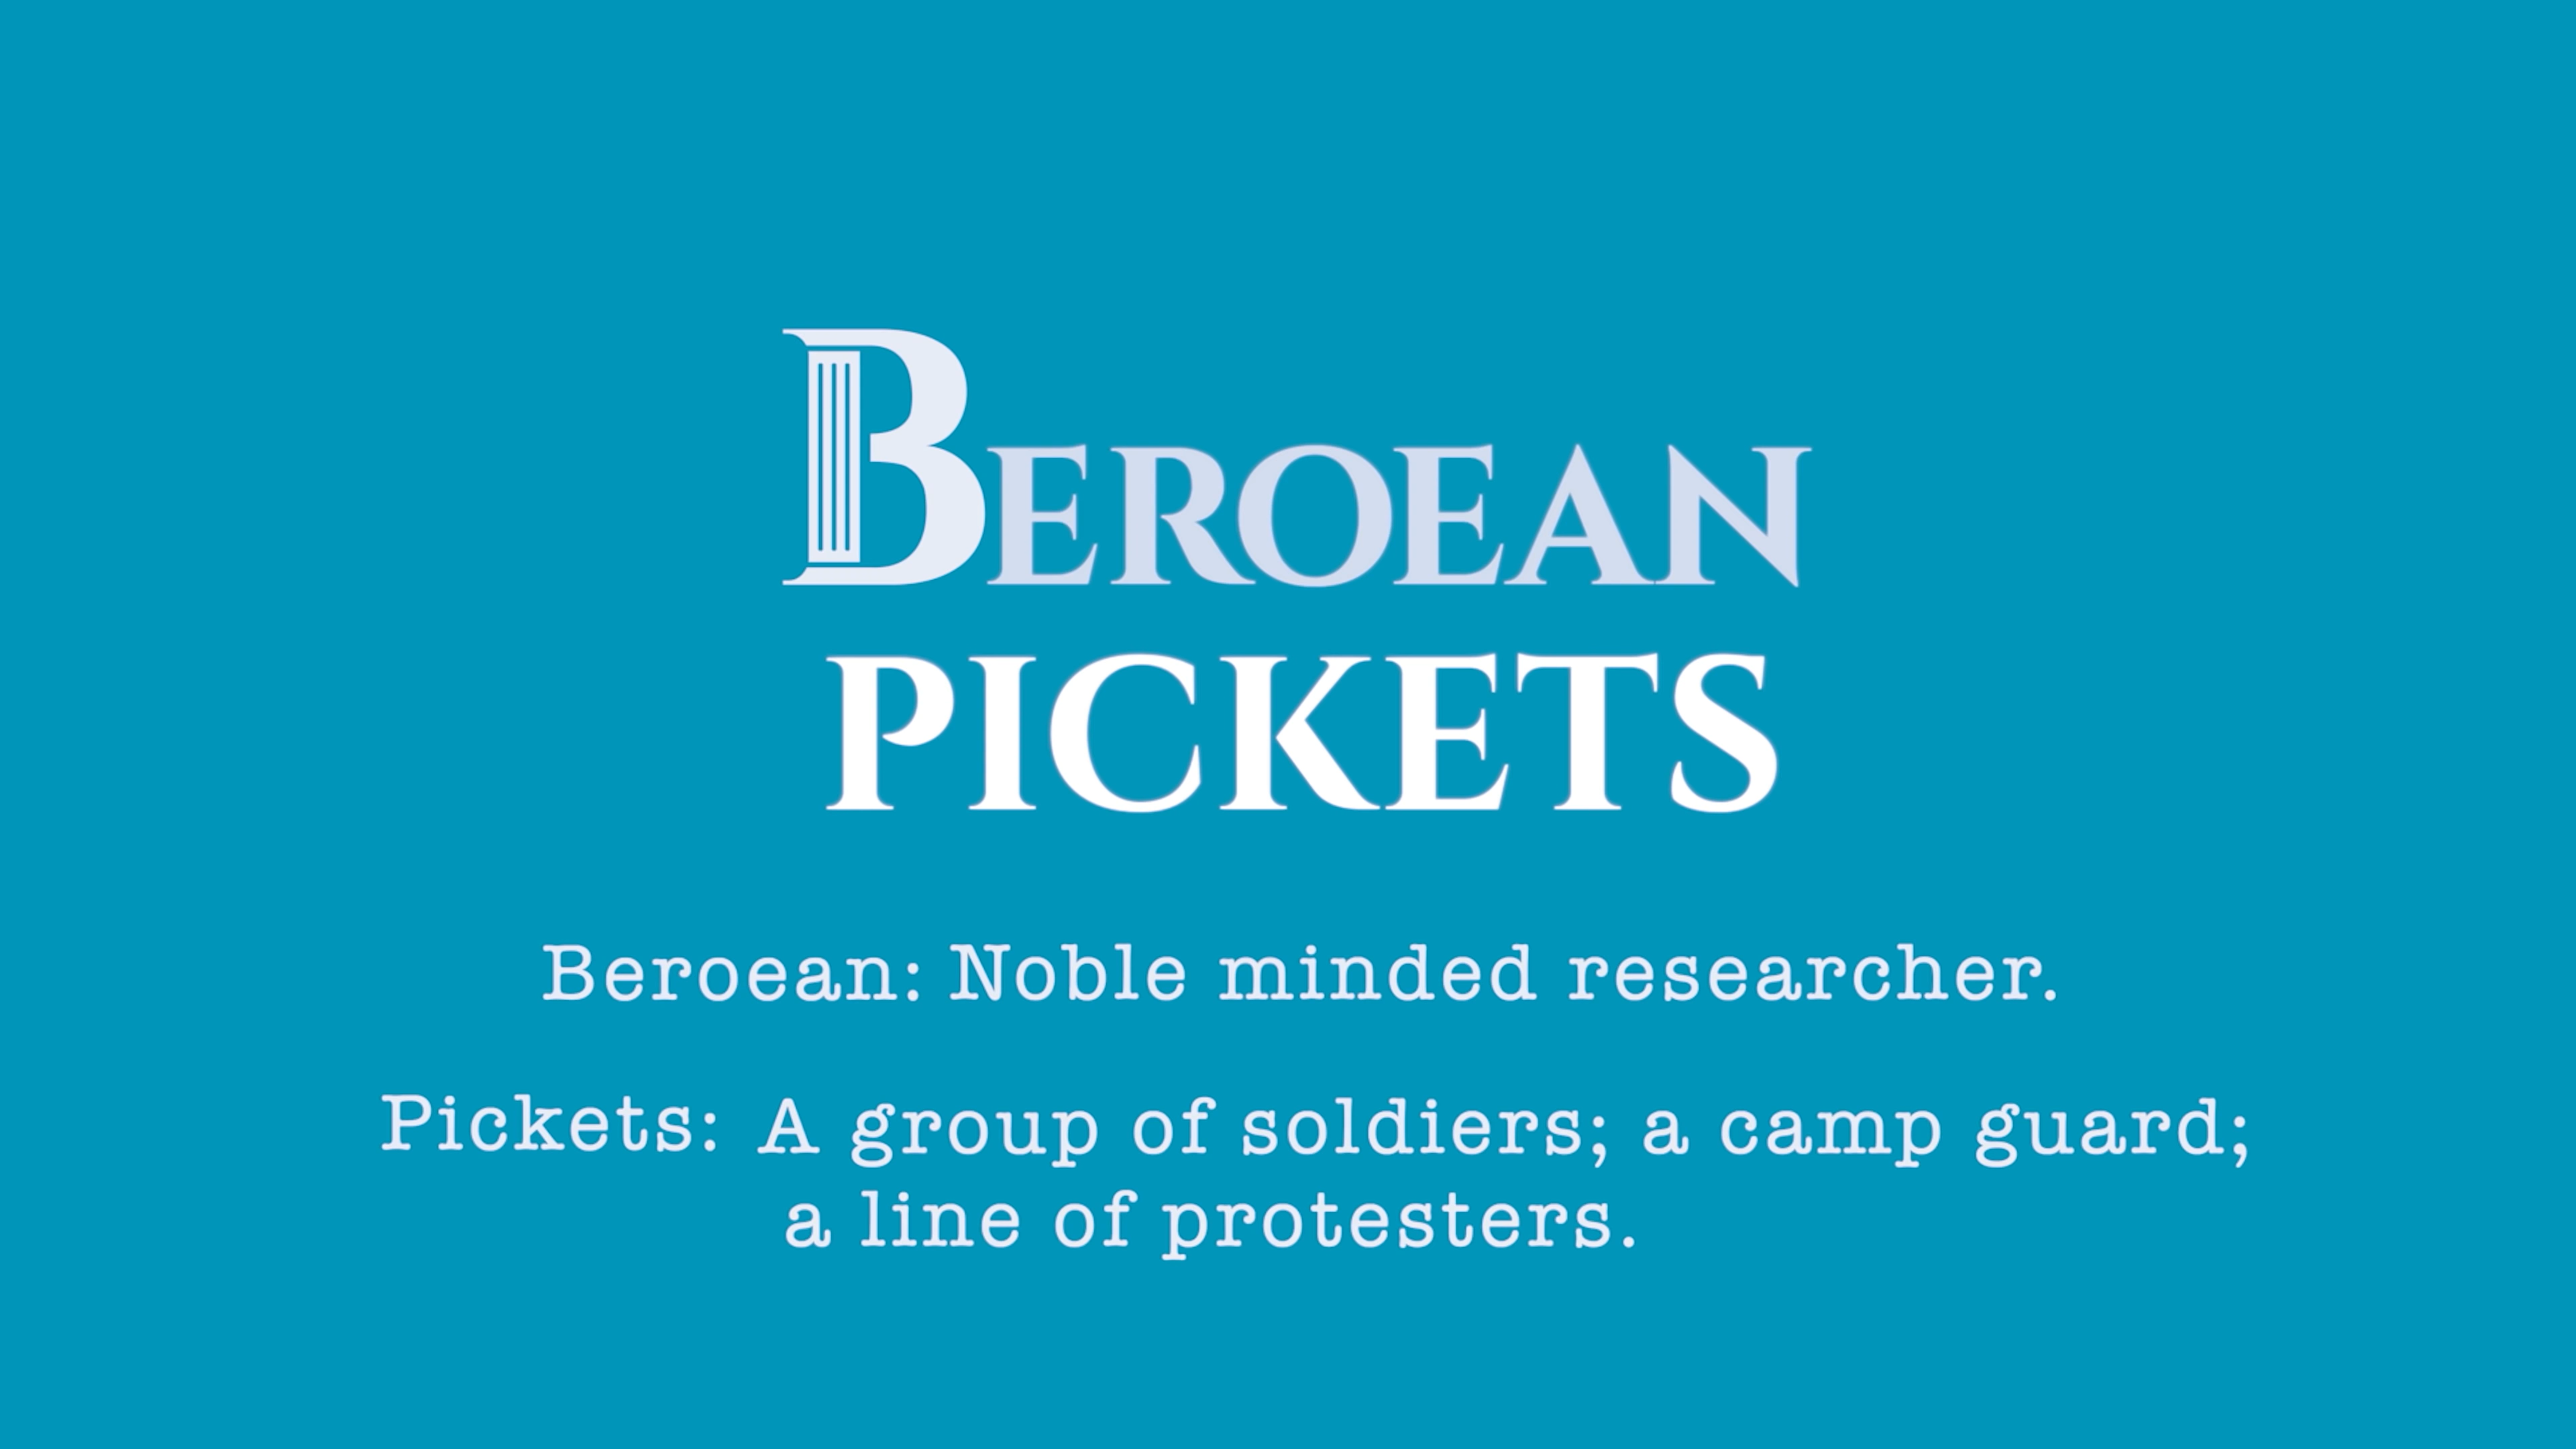 BEROEAN
PICKETS
Beroean: Noble minded researcher.
Pickets: A group of soldiers; a camp guard;
a line of protesters.